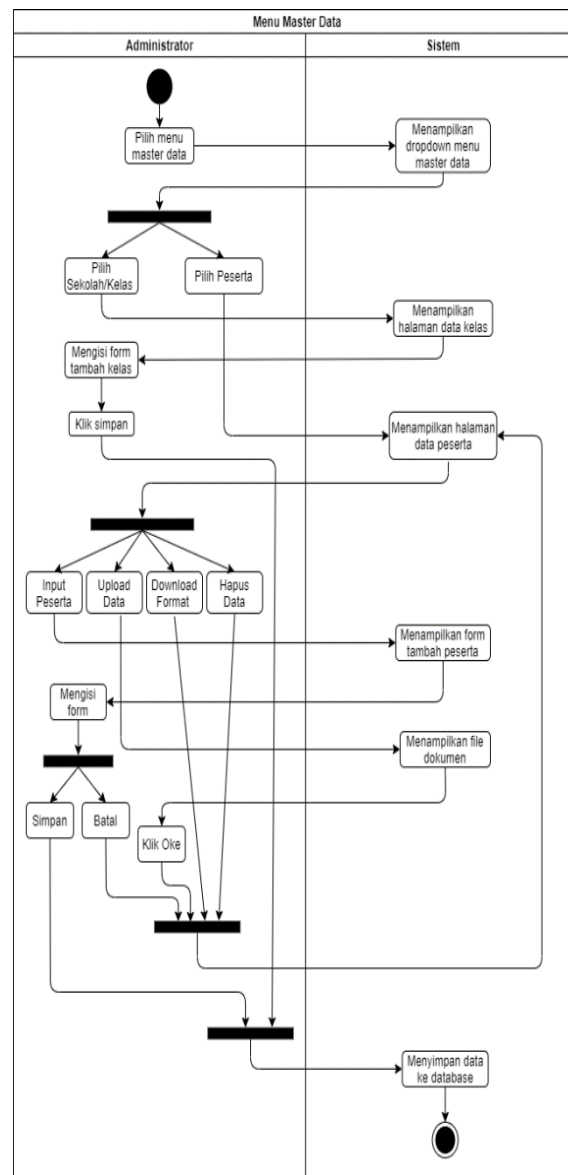 Menu Master Data
Administrator
Sistem
Pilih menu
master data
Menampilkan
dropdown menu
master data
Pilih
Sekolah/Kelas
Pilih Peserta
Menampilkan
halaman data kelas
Mengisi form
tambah kelas
Klik simpan
Menampilkan halaman
data peserta
Input
Peserta
Upload
Data
Download
Format
Hapus
Data
Menampilkan form
tambah peserta
Mengisi
form
Menampilkan file
dokumen
Simpan
Batal
Klik Oke
Menyimpan data
ke database